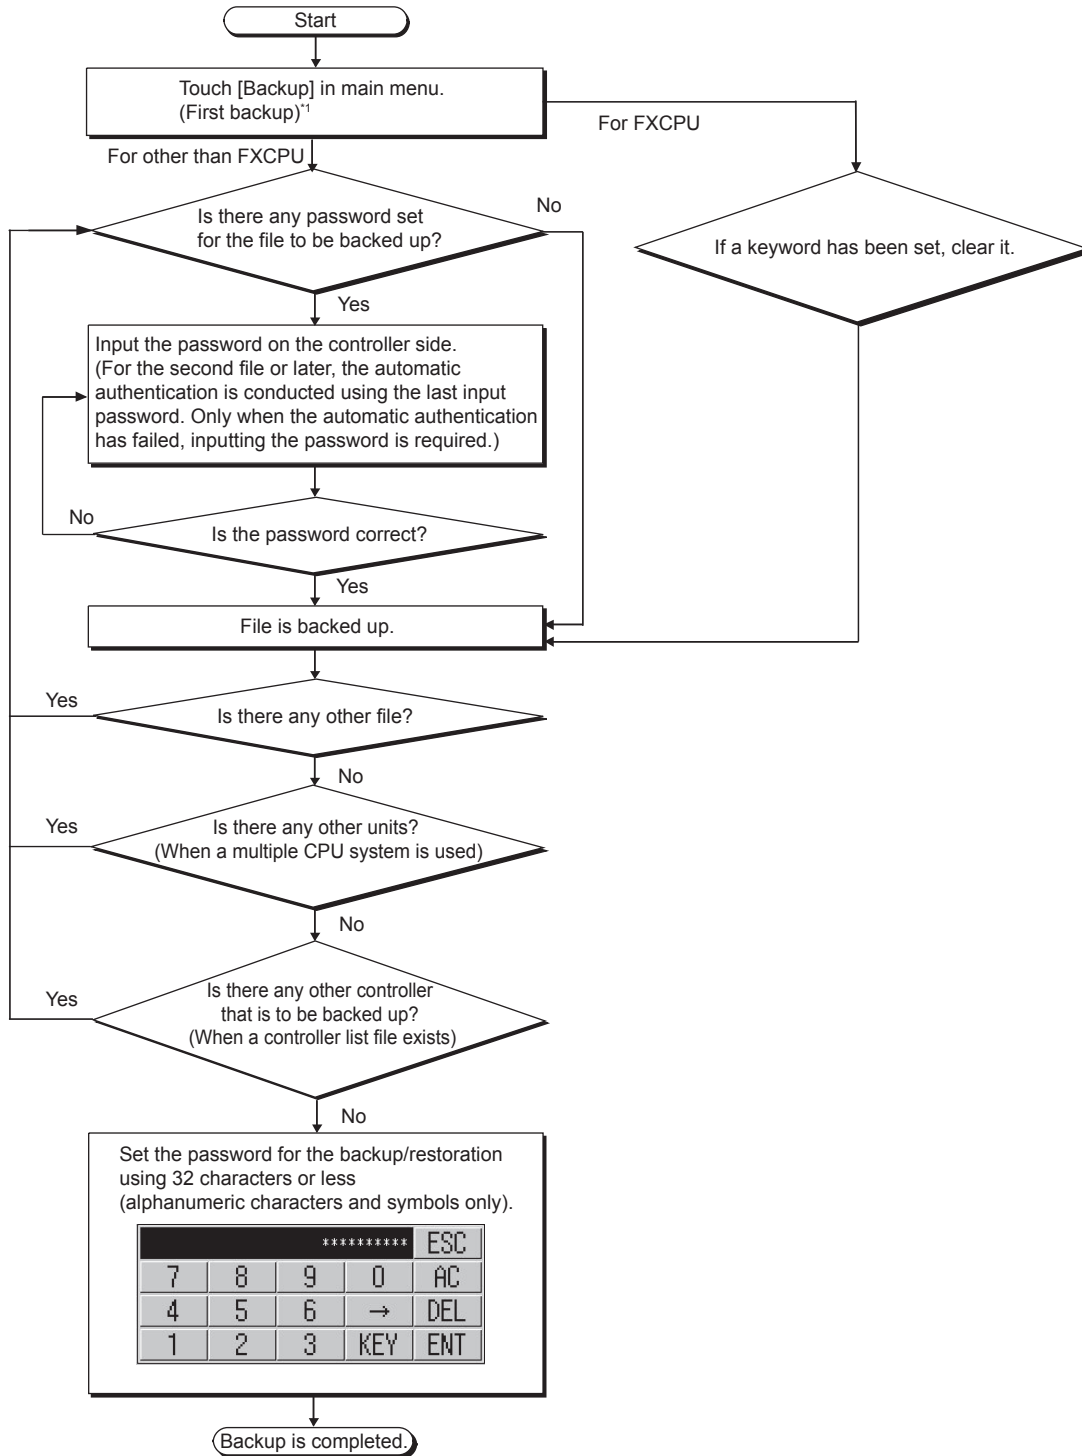 Start
Touch [Backup] in main menu.
(First backup)*1
For FXCPU
For other than FXCPU
Is there any password set
for the file to be backed up?
No
If a keyword has been set, clear it.
Yes
Input the password on the controller side.
(For the second file or later, the automatic
authentication is conducted using the last input
password. Only when the automatic authentication
has failed, inputting the password is required.)
No
Is the password correct?
Yes
File is backed up.
Yes
Is there any other file?
No
Yes
Is there any other units?
(When a multiple CPU system is used)
No
Yes
Is there any other controller
that is to be backed up?
(When a controller list file exists)
No
Set the password for the backup/restoration
using 32 characters or less
(alphanumeric characters and symbols only).
********** ESC
7 8 9 0 AC
4 5 6 → DEL
1 2 3 KEY ENT
Backup is completed.